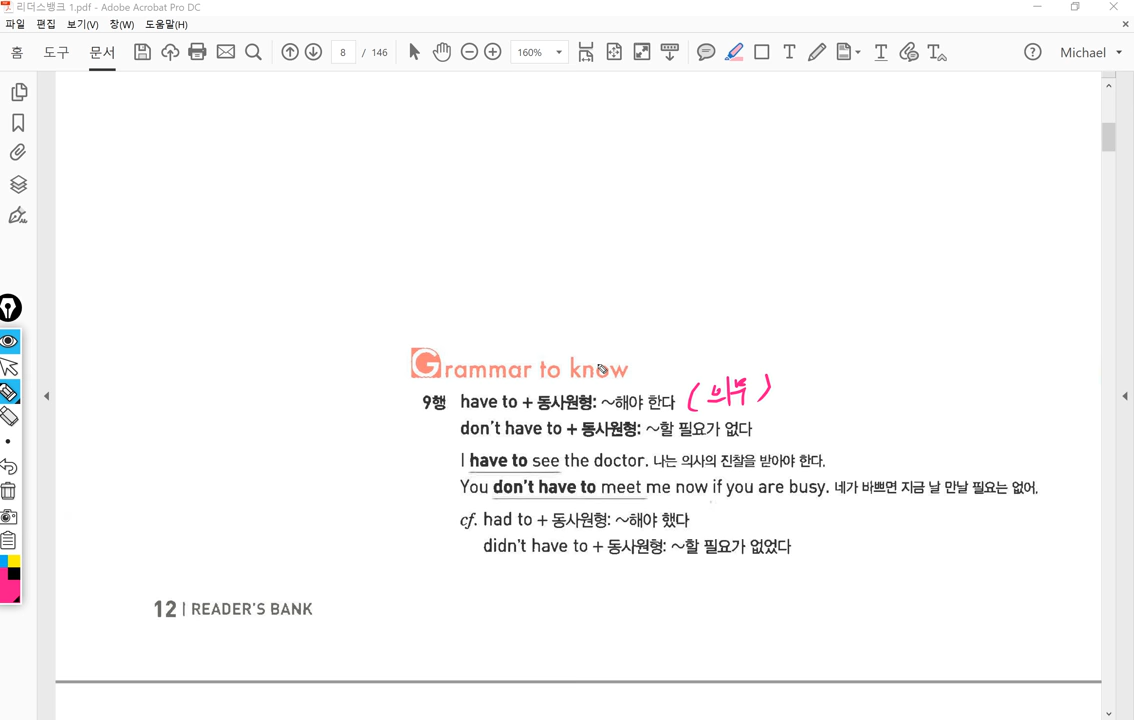 리더스뱅크 1.pdf - Adobe Acrobat Pro DC
파일 편집 보기(V) 창(W) 도움말(H)
홈 도구 문서 8 / 146 160% Michael
Grammar to know
9행 have to + 동사원형: ~해야 한다 (의무)
don't have to + 동사원형: ~할 필요가 없다
I have to see the doctor. 나는 의사의 진찰을 받아야 한다.
You don't have to meet me now if you are busy. 네가 바쁘면 지금 날 만날 필요는 없어.
cf. had to + 동사원형: ~해야 했다
didn't have to + 동사원형: ~할 필요가 없었다
12 | READER'S BANK